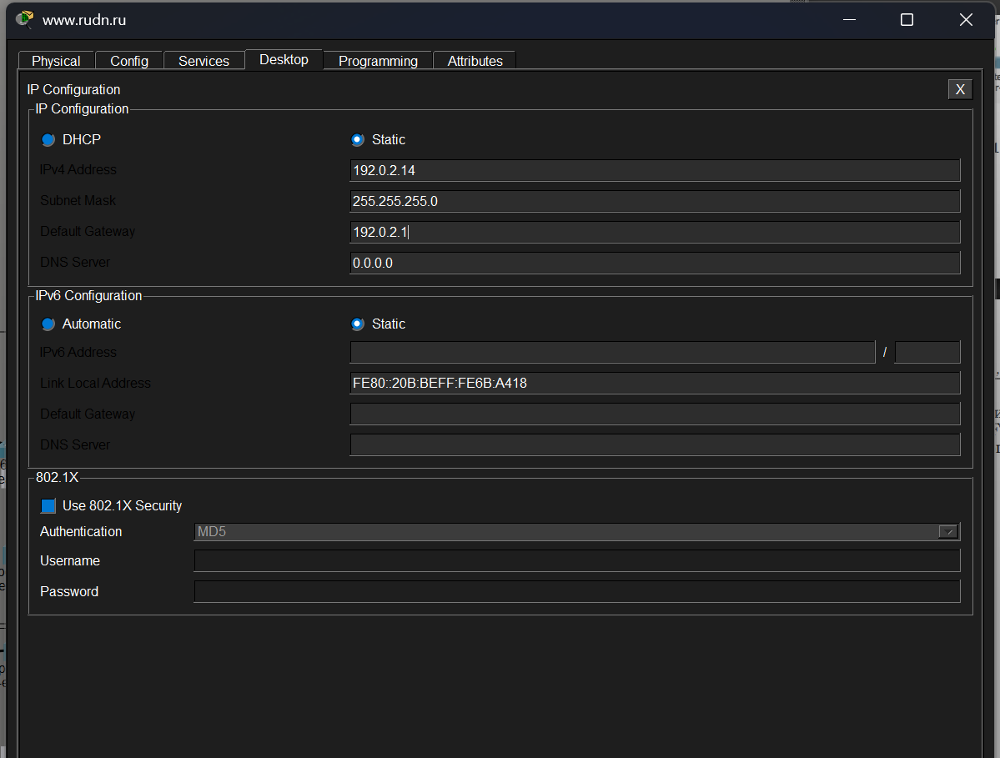 www.rudn.ru
Physical Config Services Desktop Programming Attributes
IP Configuration
X
IP Configuration
DHCP Static
IPv4 Address 192.0.2.14
Subnet Mask 255.255.255.0
Default Gateway 192.0.2.1
DNS Server 0.0.0.0
IPv6 Configuration
Automatic Static
IPv6 Address /
Link Local Address FE80::20B:BEFF:FE6B:A418
Default Gateway
DNS Server
802.1X
Use 802.1X Security
Authentication MD5
Username
Password